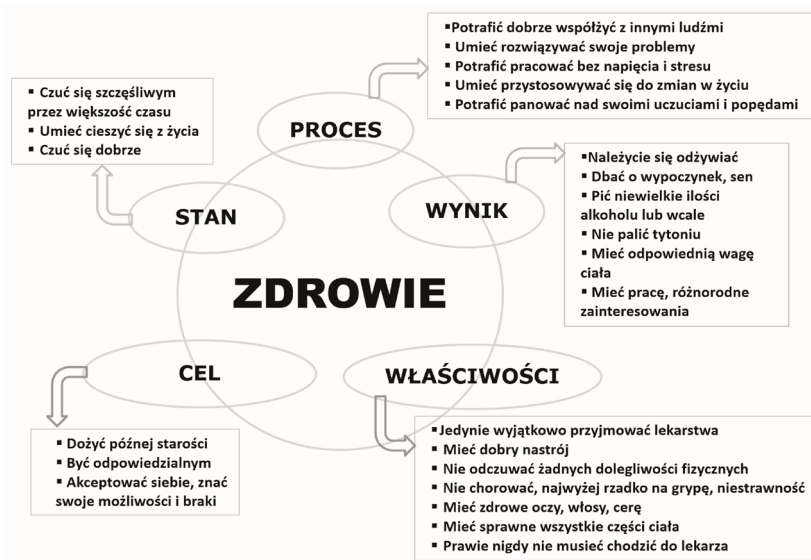 ▪Potrafić dobrze współżyć z innymi ludźmi
▪ Umieć rozwiązywać swoje problemy
▪ Potrafić pracować bez napięcia i stresu
▪ Umieć przystosowywać się do zmian w życiu
▪ Potrafić panować nad swoimi uczuciami i popędami
▪ Czuć się szczęśliwym
przez większość czasu
▪ Umieć cieszyć się z życia
▪ Czuć się dobrze
PROCES
▪Należycie się odżywiać
▪ Dbać o wypoczynek, sen
▪ Pić niewielkie ilości
alkoholu lub wcale
▪ Nie palić tytoniu
▪ Mieć odpowiednią wagę
ciała
▪ Mieć pracę, różnorodne
zainteresowania
STAN
WYNIK
ZDROWIE
CEL
WŁAŚCIWOŚCI
▪ Dożyć późnej starości
▪ Być odpowiedzialnym
▪ Akceptować siebie, znać
swoje możliwości i braki
▪Jedynie wyjątkowo przyjmować lekarstwa
▪ Mieć dobry nastrój
▪ Nie odczuwać żadnych dolegliwości fizycznych
▪ Nie chorować, najwyżej rzadko na grypę, niestrawność
▪ Mieć zdrowe oczy, włosy, cerę
▪ Mieć sprawne wszystkie części ciała
▪ Prawie nigdy nie musieć chodzić do lekarza